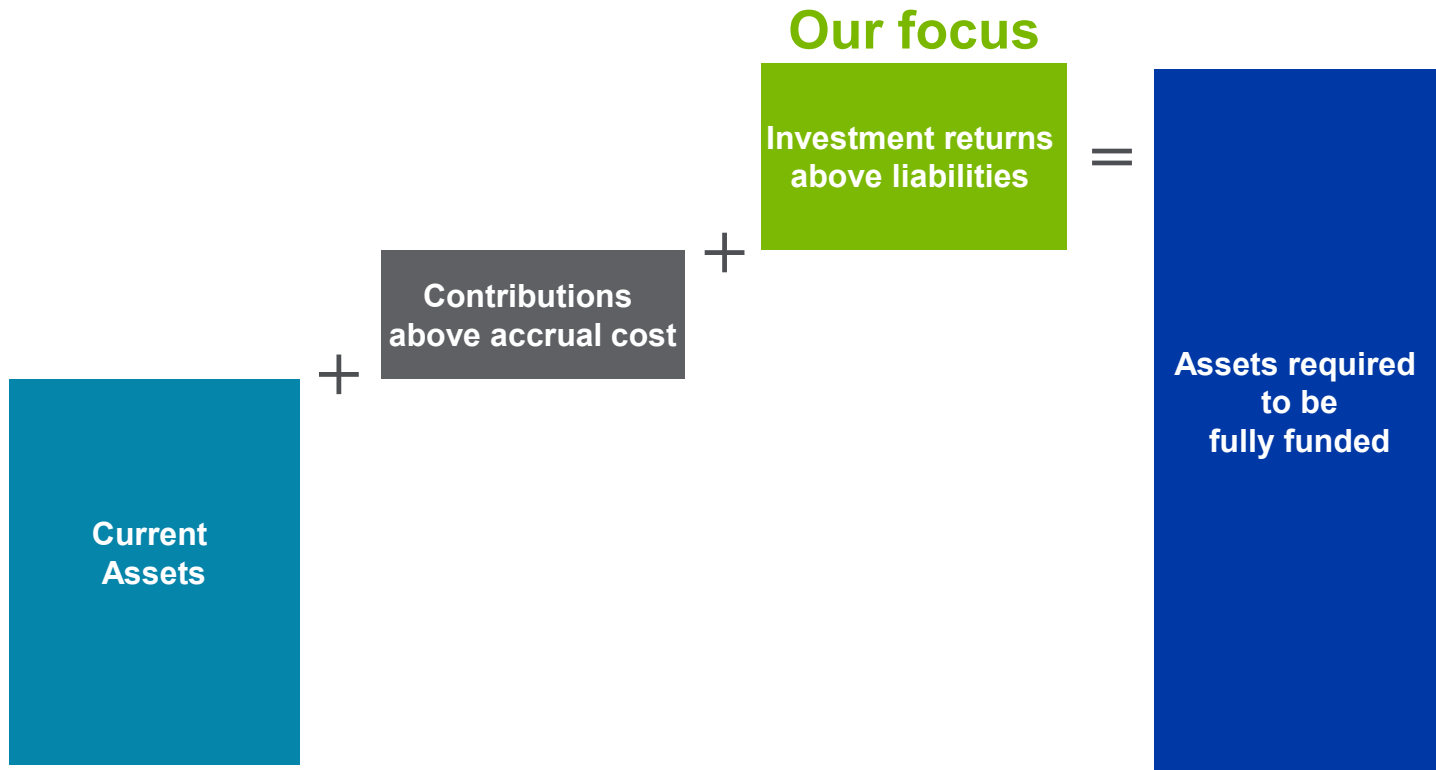 Our focus
Investment returns
above liabilities
=
+
Contributions
above accrual cost
+
Assets required
to be
fully funded
Current
Assets